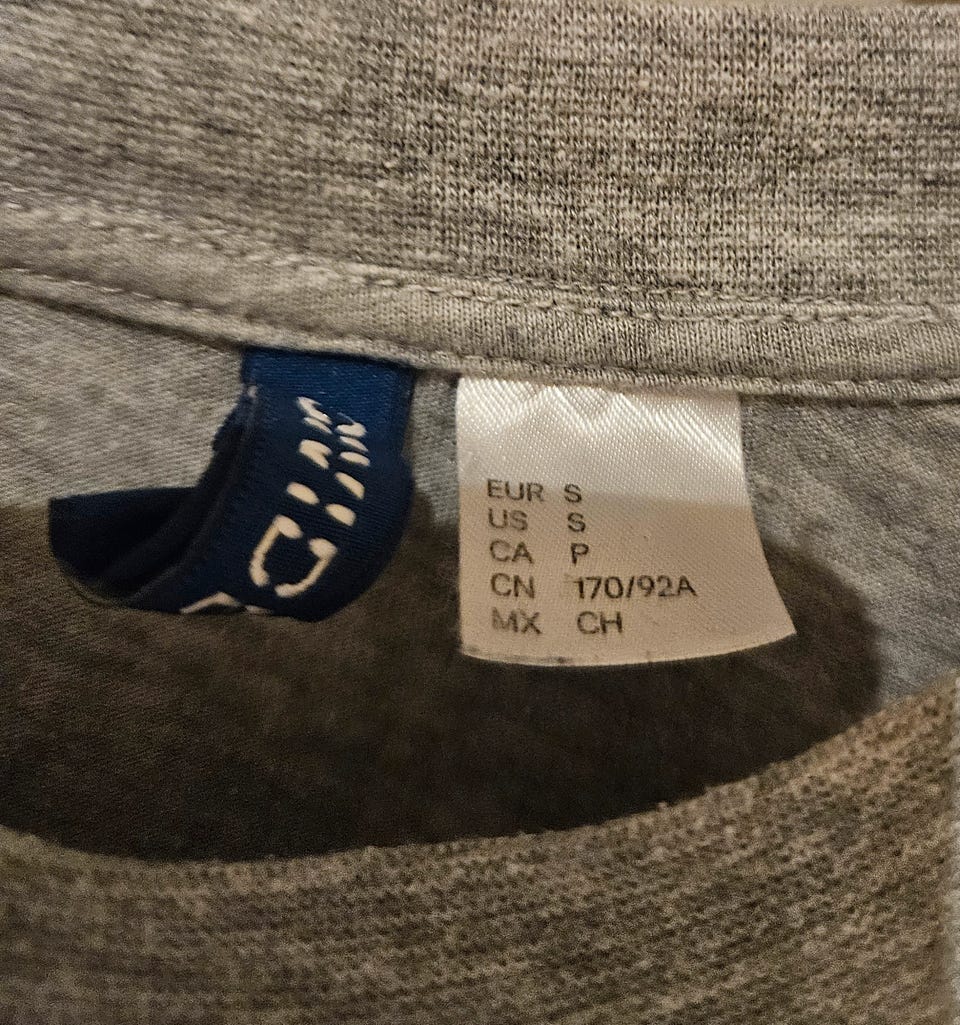 EUR S
US S
CA P
CN 170/92A
MX CH